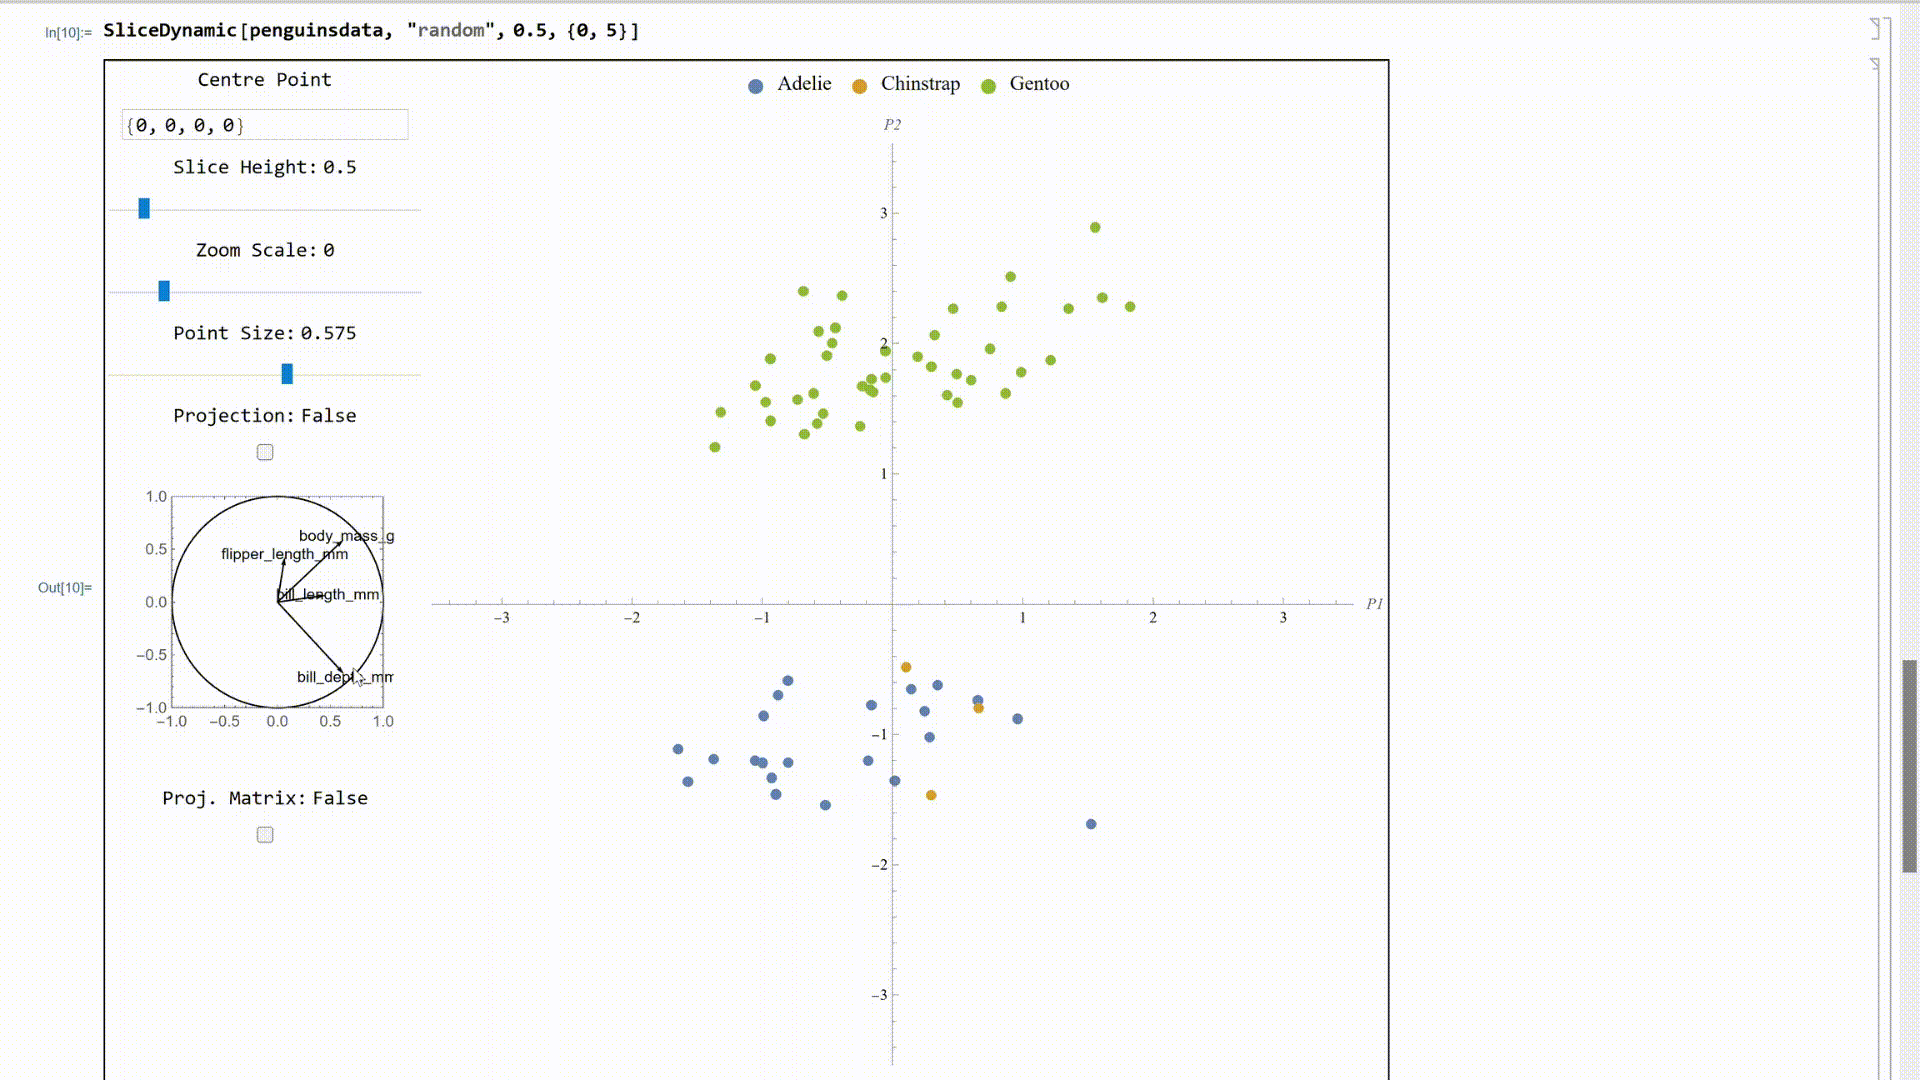 In[10]:= SliceDynamic[penguinsdata, "random", 0.5, {0, 5}]
Centre Point
{0, 0, 0, 0}
Slice Height: 0.5
Zoom Scale: 0
Point Size: 0.575
Projection: False
1.0
0.5
0.0
−0.5
−1.0
body_mass_g
flipper_length_mm
bill_length_mm
−1.0 −0.5 0.0 0.5 1.0
Proj. Matrix: False
Out[10]=
Adelie Chinstrap Gentoo
P2
3
2
1
−3 −2 −1 1 2 3 P1
−1
−2
−3